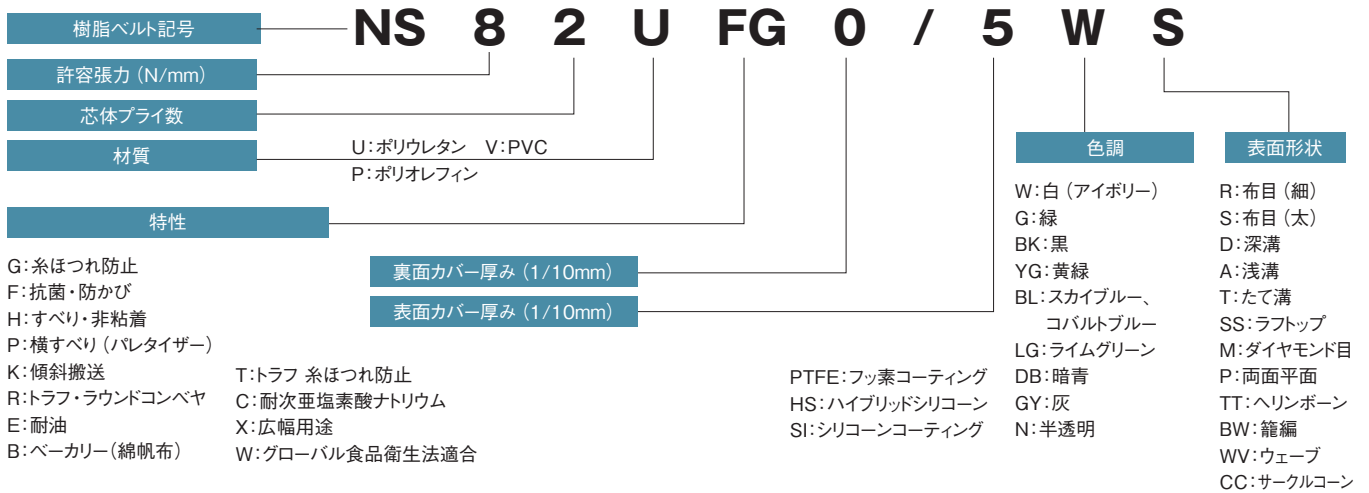 樹脂ベルト記号 NS 8 2 U FG 0 / 5 W S
許容張力（N/mm）
芯体プライ数
材質
U：ポリウレタン V：PVC
P：ポリオレフィン
特性
G：糸ほつれ防止
F：抗菌・防かび
H：すべり・非粘着
P：横すべり（パレタイザー）
K：傾斜搬送
R：トラフ・ラウンドコンベヤ
E：耐油
B：ベーカリー（綿帆布）
T：トラフ 糸ほつれ防止
C：耐次亜塩素酸ナトリウム
X：広幅用途
W：グローバル食品衛生法適合
裏面カバー厚み（1/10mm）
表面カバー厚み（1/10mm）
PTFE：フッ素コーティング
HS：ハイブリッドシリコーン
SI：シリコーンコーティング
色調
W：白（アイボリー）
G：緑
BK：黒
YG：黄緑
BL：スカイブルー、
コバルトブルー
LG：ライムグリーン
DB：暗青
GY：灰
N：半透明
表面形状
R：布目（細）
S：布目（太）
D：深溝
A：浅溝
T：たて溝
SS：ラフトップ
M：ダイヤモンド目
P：両面平面
TT：ヘリンボーン
BW：籠編
WV：ウェーブ
CC：サークルコーン